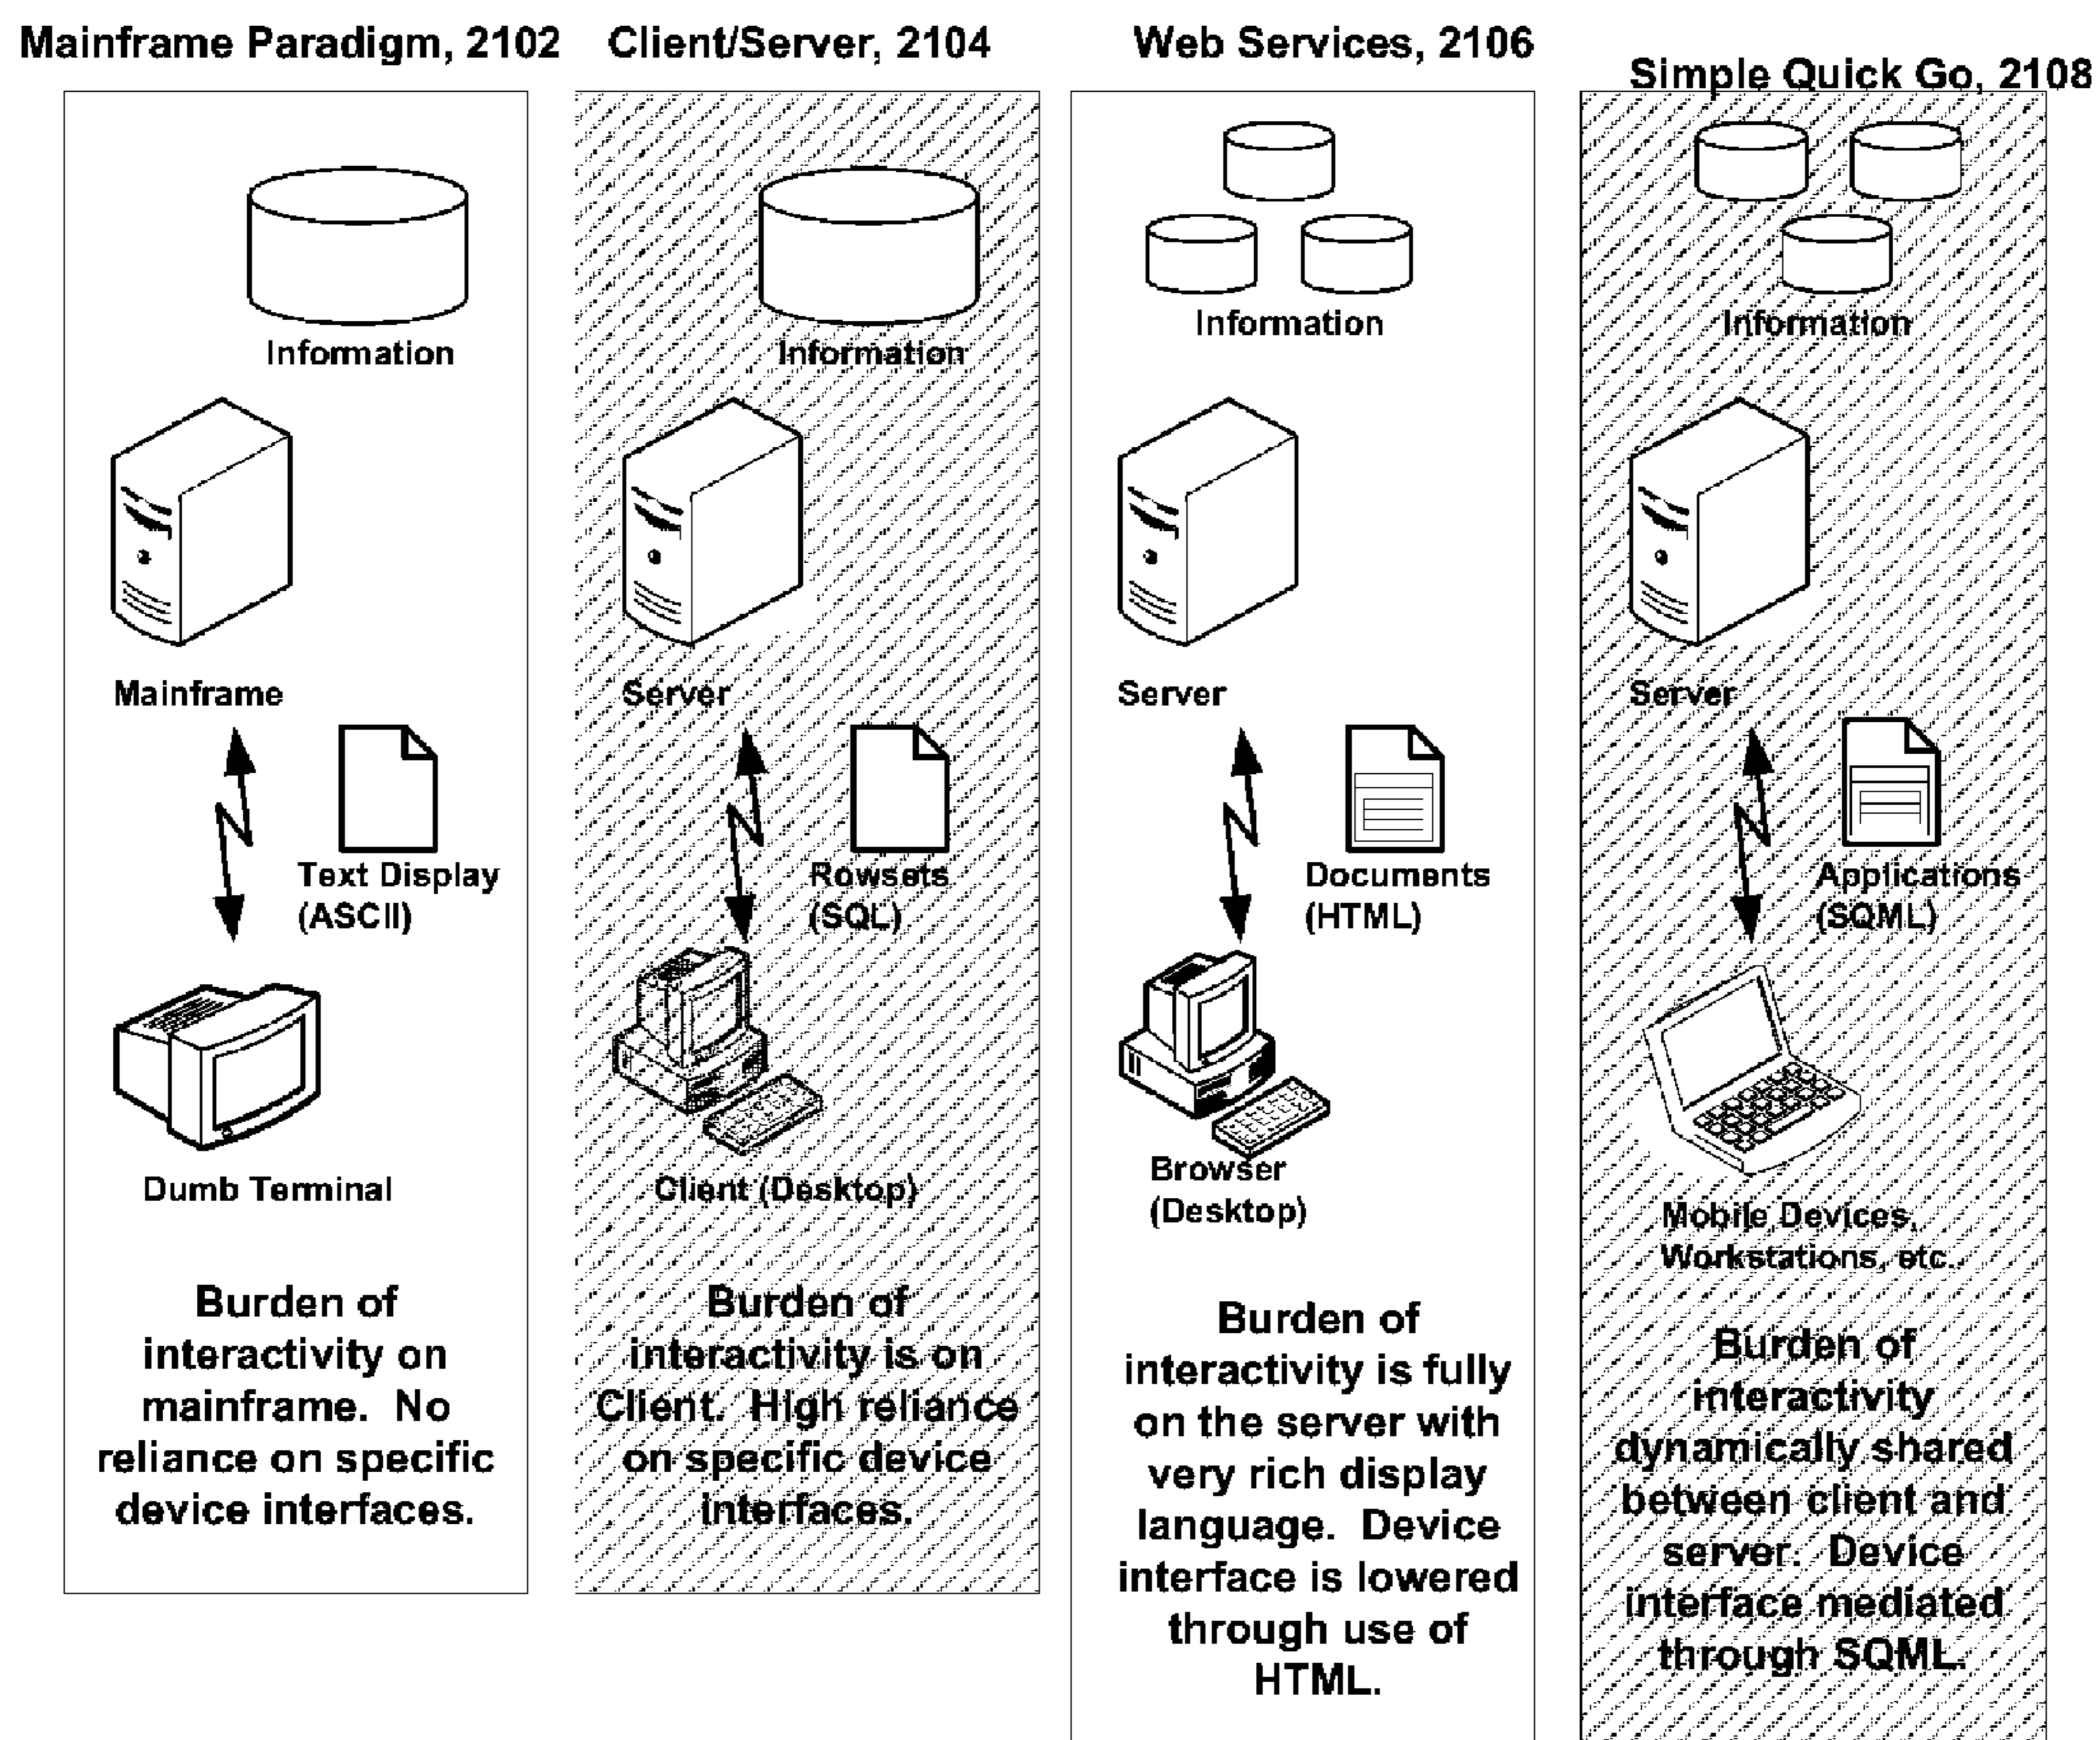 Mainframe Paradigm, 2102
Information
Mainframe
Text Display
(ASCII)
Dumb Terminal
Burden of
interactivity on
mainframe. No
reliance on specific
device interfaces.
Client/Server, 2104
Information
Server
Rowsets
(SQL)
Client (Desktop)
Burden of
interactivity is on
Client. High reliance
on specific device
interfaces.
Web Services, 2106
Information
Server
Documents
(HTML)
Browser
(Desktop)
Burden of
interactivity is fully
on the server with
very rich display
language. Device
interface is lowered
through use of
HTML.
Simple Quick Go, 2108
Information
Server
Applications
(SQML)
Mobile Devices,
Workstations, etc.
Burden of
interactivity
dynamically shared
between client and
server. Device
interface mediated
through SQML.